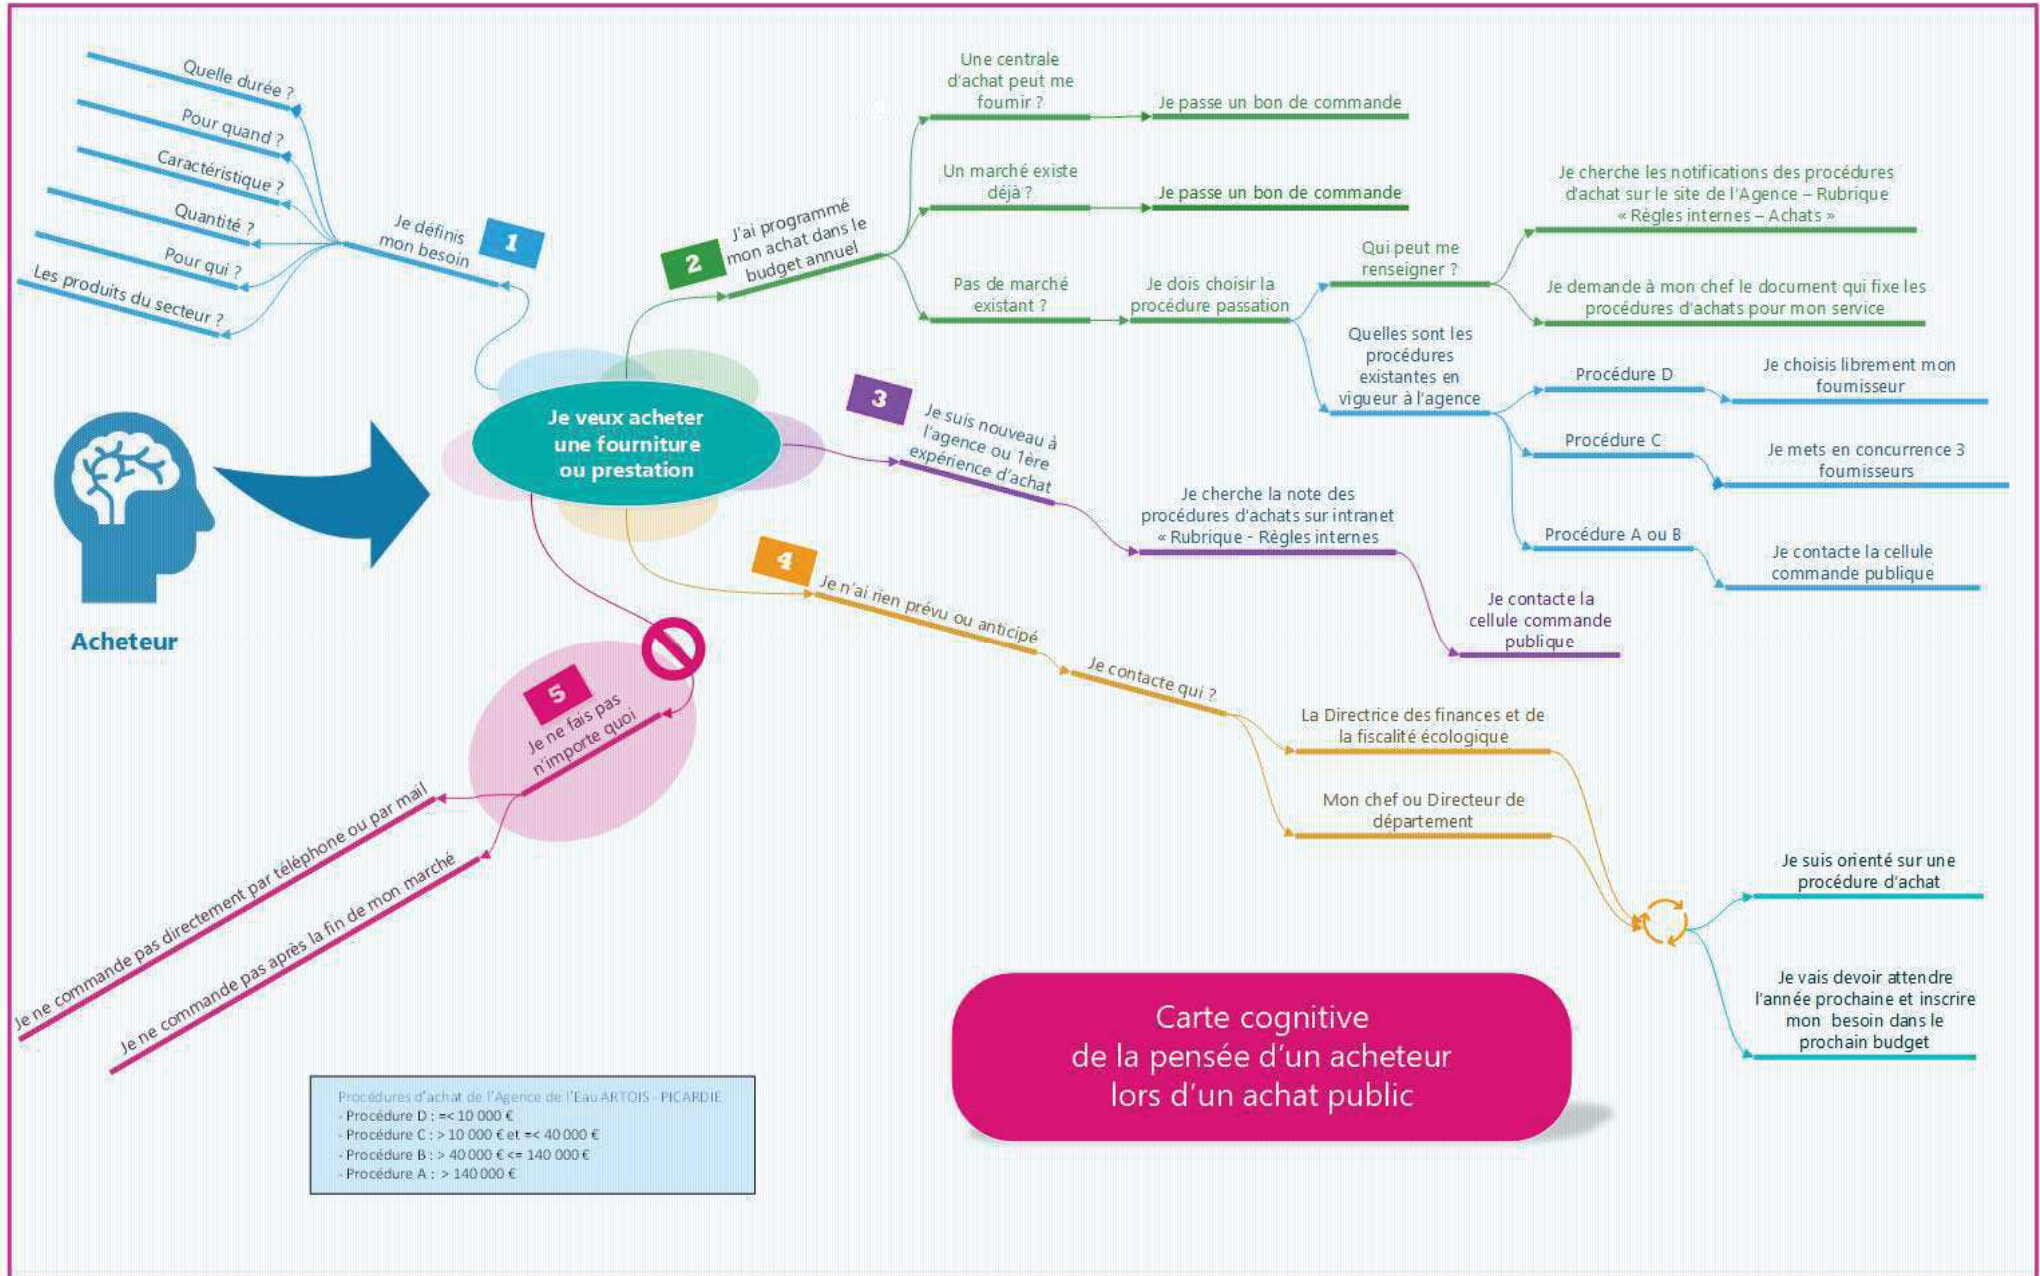 Quelle durée ?
Pour quand ?
Caractéristique ?
Quantité ?
Pour qui ?
Les produits du secteur ?
Je définis
mon besoin
1
2
J'ai programmé
mon achat dans le
budget annuel
Une centrale
d'achat peut me
fournir ?
Je passe un bon de commande
Un marché existe
déjà ?
Je passe un bon de commande
Pas de marché
existant ?
Je dois choisir la
procédure passation
Qui peut me
renseigner ?
Je cherche les notifications des procédures
d'achat sur le site de l'Agence – Rubrique
« Règles internes – Achats »
Je demande à mon chef le document qui fixe les
procédures d'achats pour mon service
Quelles sont les
procédures
existantes en
vigueur à l'agence
Procédure D
Je choisis librement mon
fournisseur
Procédure C
Je mets en concurrence 3
fournisseurs
Procédure A ou B
Je contacte la cellule
commande publique
Je veux acheter
une fourniture
ou prestation
Acheteur
3
Je suis nouveau à
l'agence ou 1ère
expérience d'achat
Je cherche la note des
procédures d'achats sur intranet
« Rubrique - Règles internes
Je contacte la
cellule commande
publique
4
Je n'ai rien prévu ou anticipé
Je contacte qui ?
La Directrice des finances et de
la fiscalité écologique
Mon chef ou Directeur de
département
Je suis orienté sur une
procédure d'achat
Je vais devoir attendre
l'année prochaine et inscrire
mon besoin dans le
prochain budget
5
Je ne fais pas
n'importe quoi
Je ne commande pas directement par téléphone ou par mail
Je ne commande pas après la fin de mon marché
Carte cognitive
de la pensée d'un acheteur
lors d'un achat public
Procédures d'achat de l'Agence de l'Eau ARTOIS - PICARDIE
- Procédure D : =< 10 000 €
- Procédure C : > 10 000 € et =< 40 000 €
- Procédure B : > 40 000 € <= 140 000 €
- Procédure A : > 140 000 €